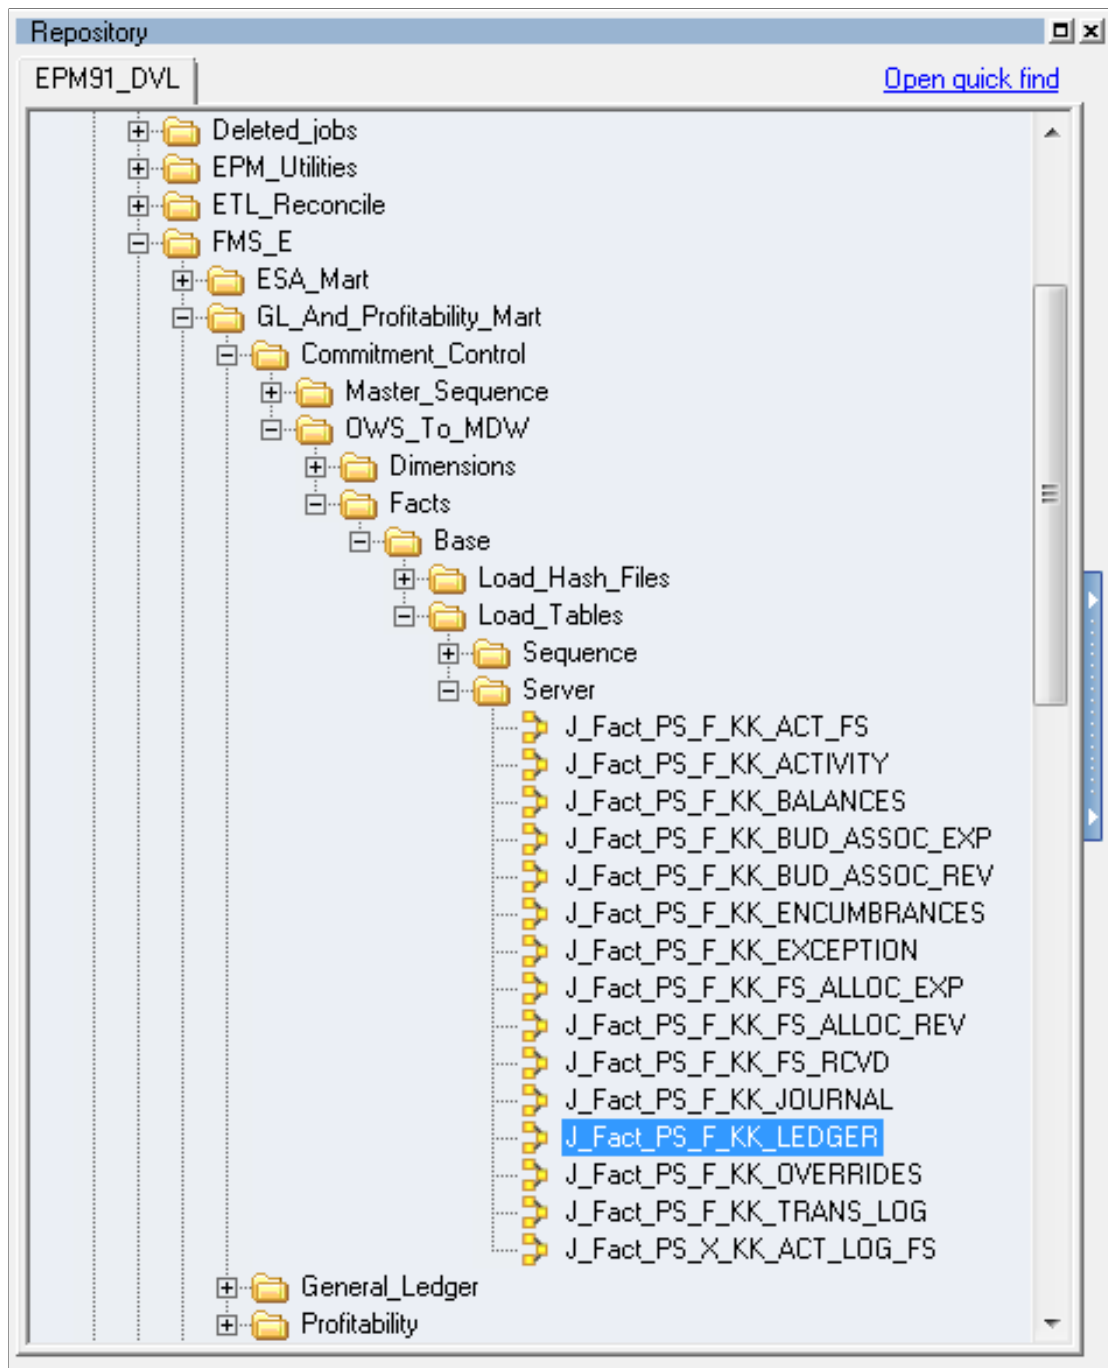 Repository
EPM91_DVL
Open quick find
Deleted_jobs
EPM_Utilities
ETL_Reconcile
FMS_E
ESA_Mart
GL_And_Profitability_Mart
Commitment_Control
Master_Sequence
OWS_To_MDW
Dimensions
Facts
Base
Load_Hash_Files
Load_Tables
Sequence
Server
J_Fact_PS_F_KK_ACT_FS
J_Fact_PS_F_KK_ACTIVITY
J_Fact_PS_F_KK_BALANCES
J_Fact_PS_F_KK_BUD_ASSOC_EXP
J_Fact_PS_F_KK_BUD_ASSOC_REV
J_Fact_PS_F_KK_ENCUMBRANCES
J_Fact_PS_F_KK_EXCEPTION
J_Fact_PS_F_KK_FS_ALLOC_EXP
J_Fact_PS_F_KK_FS_ALLOC_REV
J_Fact_PS_F_KK_FS_RCVD
J_Fact_PS_F_KK_JOURNAL
J_Fact_PS_F_KK_LEDGER
J_Fact_PS_F_KK_OVERRIDES
J_Fact_PS_F_KK_TRANS_LOG
J_Fact_PS_X_KK_ACT_LOG_FS
General_Ledger
Profitability